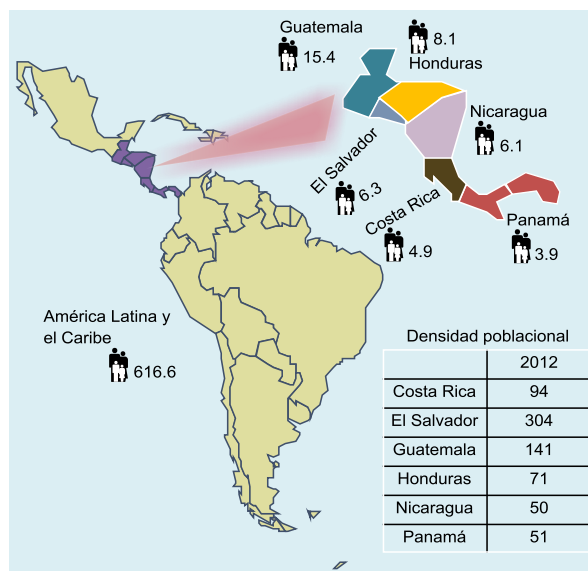 Guatemala
15.4
8.1
Honduras
Nicaragua
6.1
El Salvador
6.3
Costa Rica
4.9
Panamá
3.9
América Latina y
el Caribe
616.6
Densidad poblacional
2012
Costa Rica 94
El Salvador 304
Guatemala 141
Honduras 71
Nicaragua 50
Panamá 51